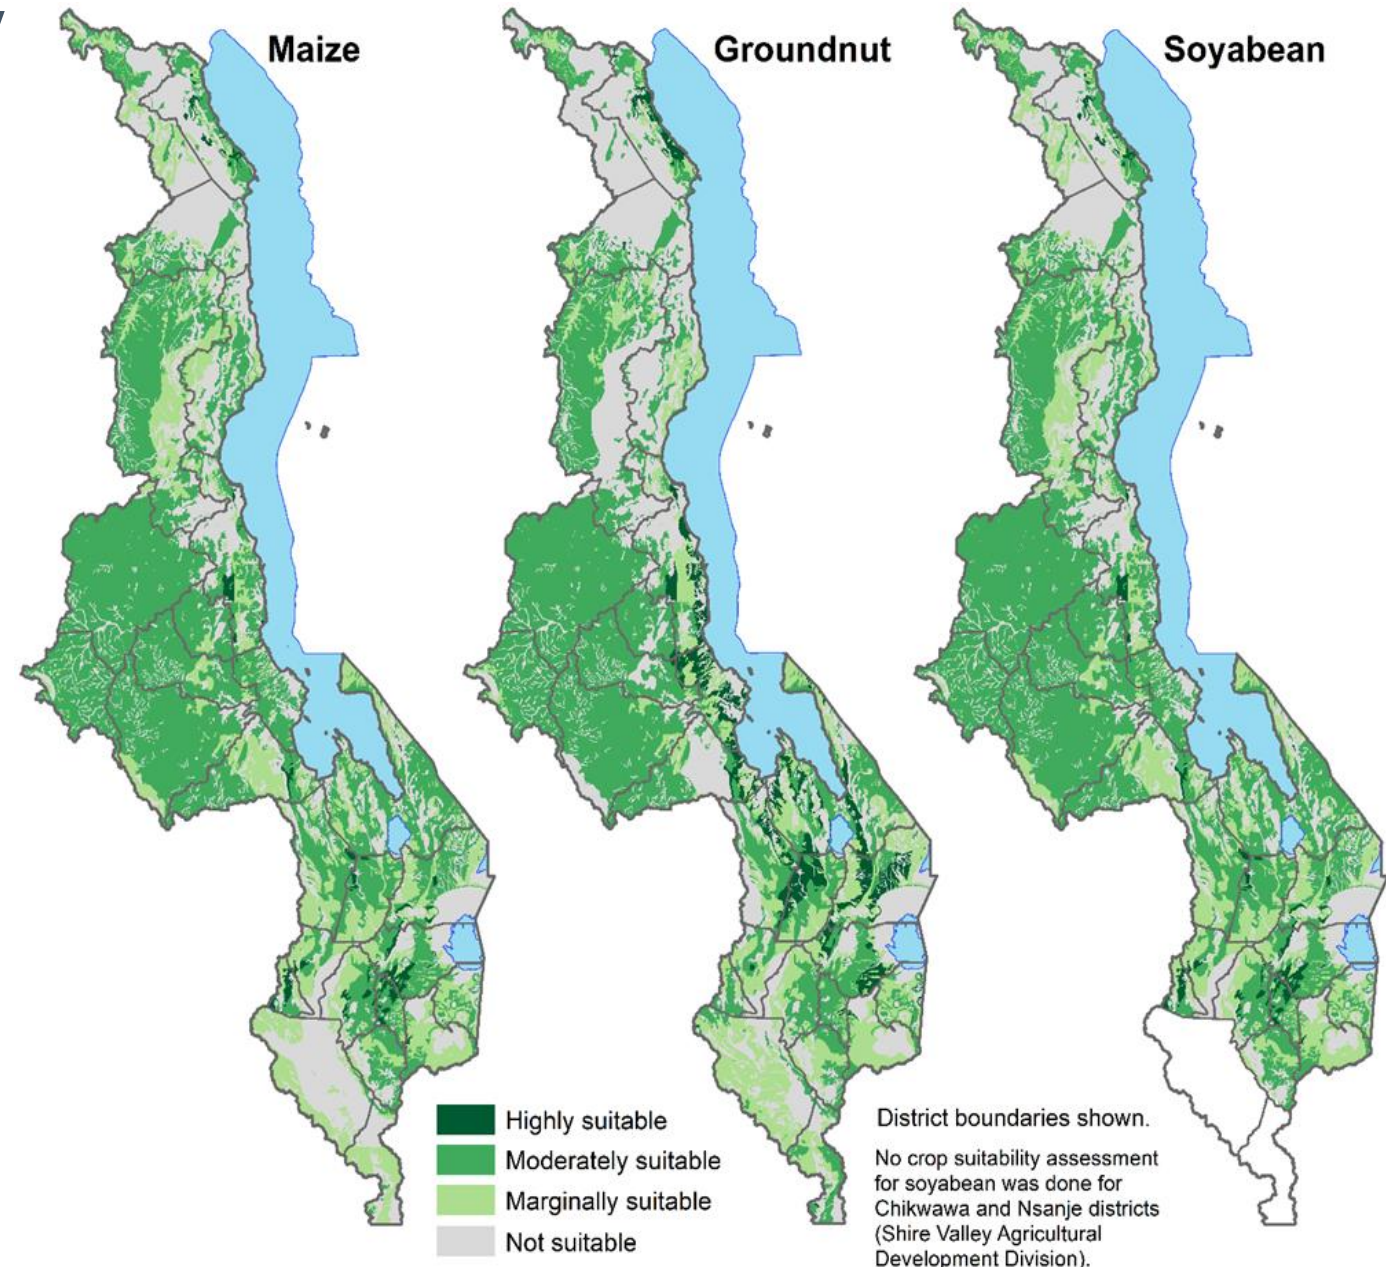 Maize
Groundnut
Soyabean
Highly suitable
Moderately suitable
Marginally suitable
Not suitable
District boundaries shown.
No crop suitability assessment
for soyabean was done for
Chikwawa and Nsanje districts
(Shire Valley Agricultural
Development Division).